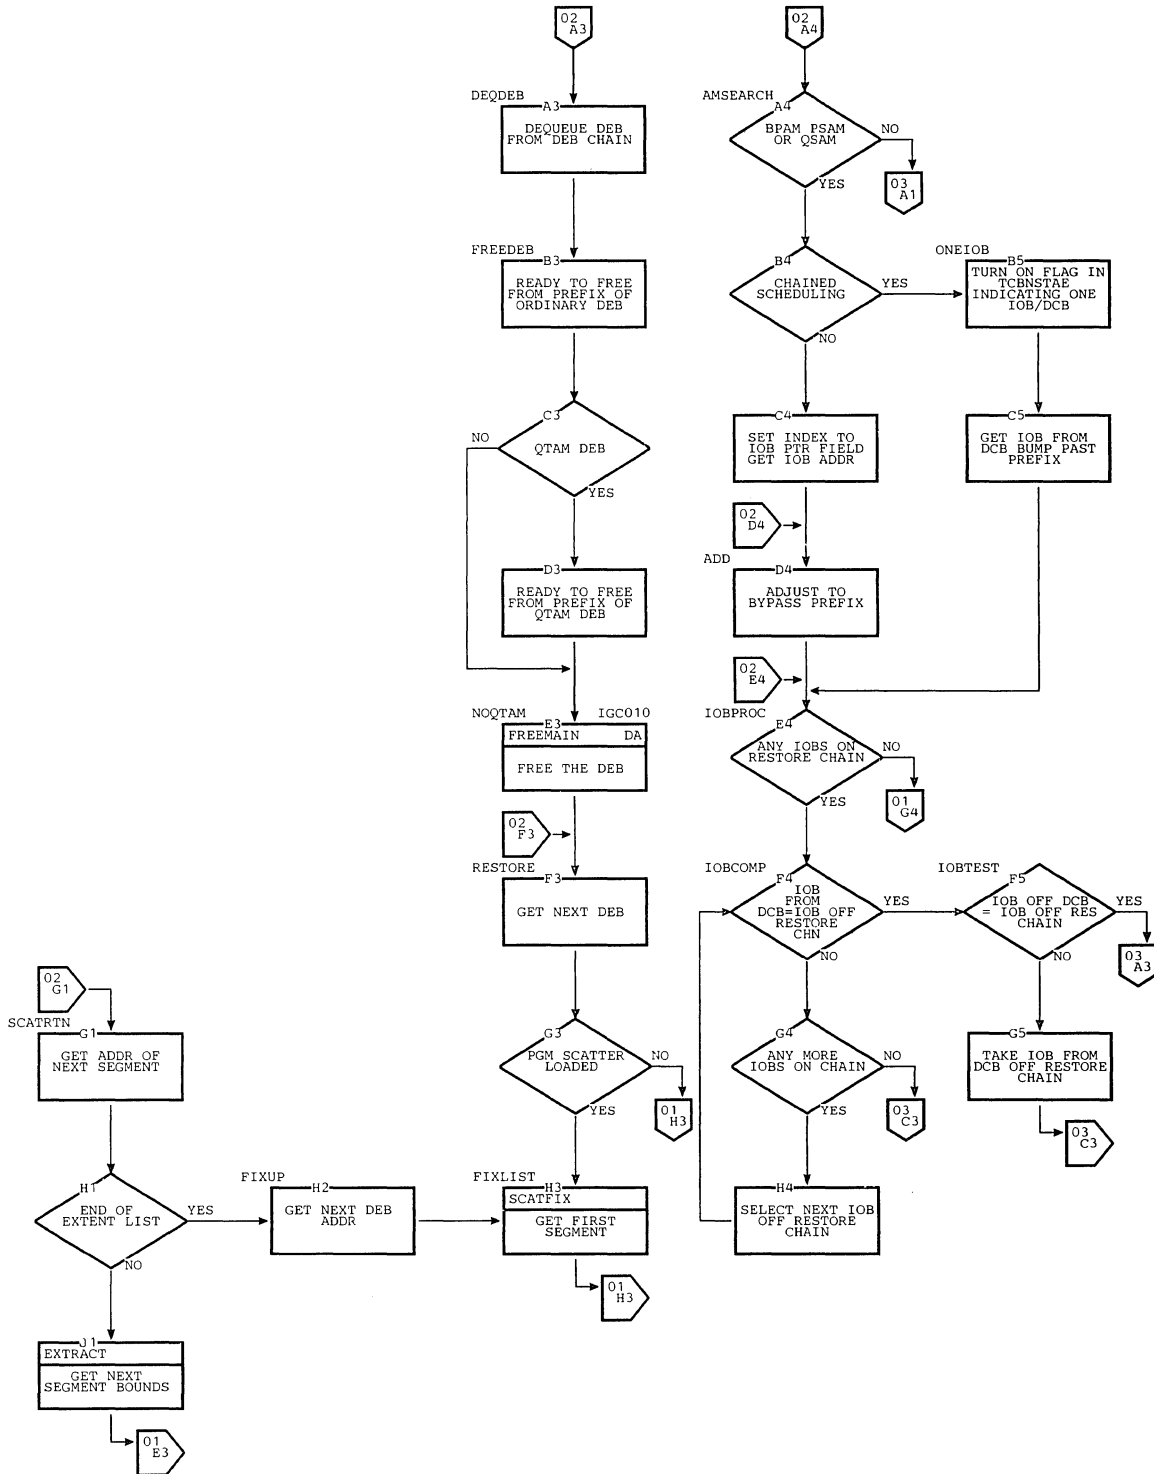 02
A3
DEQDEB
A3
DEQUEUE DEB
FROM DEB CHAIN
FREEDEB
B3
READY TO FREE
FROM PREFIX OF
ORDINARY DEB
C3
NO
QTAM DEB
YES
D3
READY TO FREE
FROM PREFIX OF
QTAM DEB
NOQTAM
IGC010
E3
FREEMAIN DA
FREE THE DEB
02
F3
RESTORE
F3
GET NEXT DEB
G3
PGM SCATTER
LOADED
NO
01
H3
YES
FIXLIST
H3
SCATFIX
GET FIRST
SEGMENT
01
H3
02
G1
SCATRTN
G1
GET ADDR OF
NEXT SEGMENT
H1
END OF
EXTENT LIST
YES
NO
FIXUP
H2
GET NEXT DEB
ADDR
J1
EXTRACT
GET NEXT
SEGMENT BOUNDS
01
E3
02
A4
AMSEARCH
A4
BPAM PSAM
OR QSAM
NO
03
A1
YES
B4
CHAINED
SCHEDULING
YES
NO
ONEIOB
B5
TURN ON FLAG IN
TCBNSTAE
INDICATING ONE
IOB/DCB
C4
SET INDEX TO
IOB PTR FIELD
GET IOB ADDR
C5
GET IOB FROM
DCB BUMP PAST
PREFIX
02
D4
ADD
D4
ADJUST TO
BYPASS PREFIX
02
E4
IOBPROC
E4
ANY IOBS ON
RESTORE CHAIN
NO
01
G4
YES
IOBCOMP
F4
IOB
FROM
DCB=IOB OFF
RESTORE
CHN
YES
NO
IOBTEST
F5
IOB OFF DCB
= IOB OFF RES
CHAIN
YES
03
A3
NO
G4
ANY MORE
IOBS ON CHAIN
NO
03
C3
YES
G5
TAKE IOB FROM
DCB OFF RESTORE
CHAIN
03
C3
H4
SELECT NEXT IOB
OFF RESTORE
CHAIN